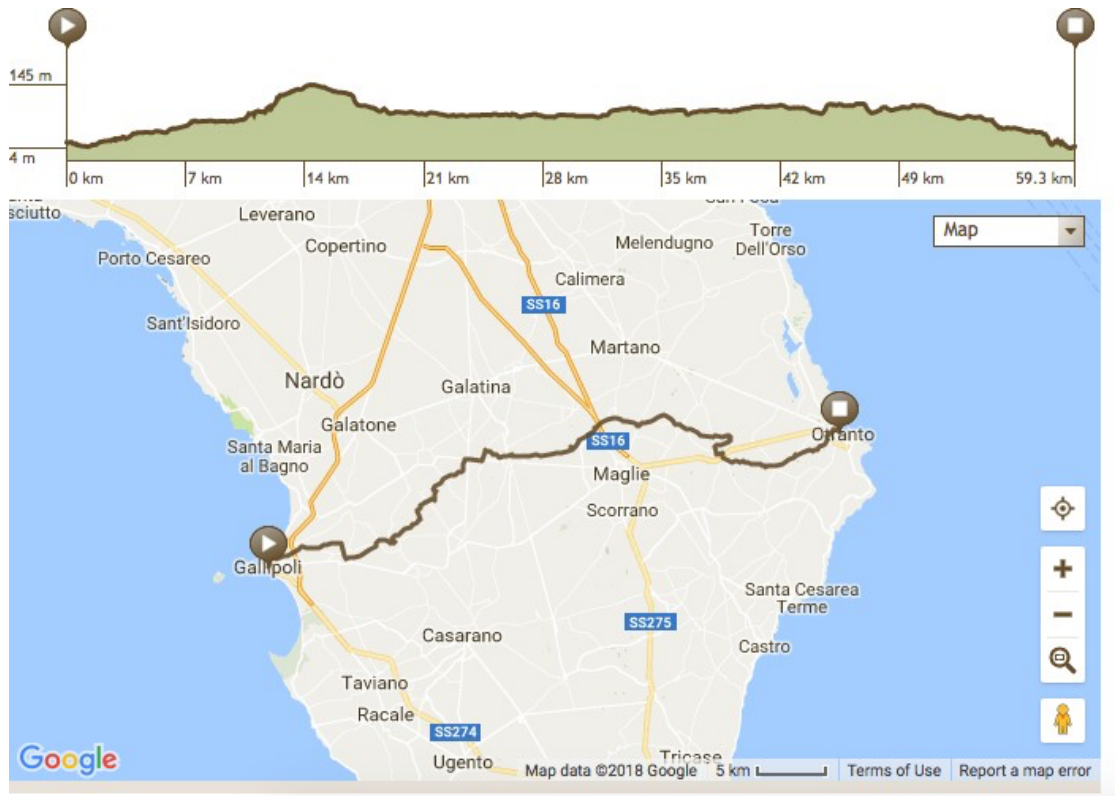 145 m
4 m
0 km
7 km
14 km
21 km
28 km
35 km
42 km
49 km
59.3 km
sciutto
Leverano
Torre
Dell'Orso
Map
Copertino
Melendugno
Porto Cesareo
Calimera
SS16
Sant'Isidoro
Martano
Nardò
Galatina
Galatone
Otranto
Santa Maria
al Bagno
SS16
Maglie
Scorrano
Gallipoli
Santa Cesarea
Terme
SS275
Casarano
Castro
Taviano
Racale
SS274
Ugento
Tricase
Google
Map data ©2018 Google
5 km
Terms of Use
Report a map error